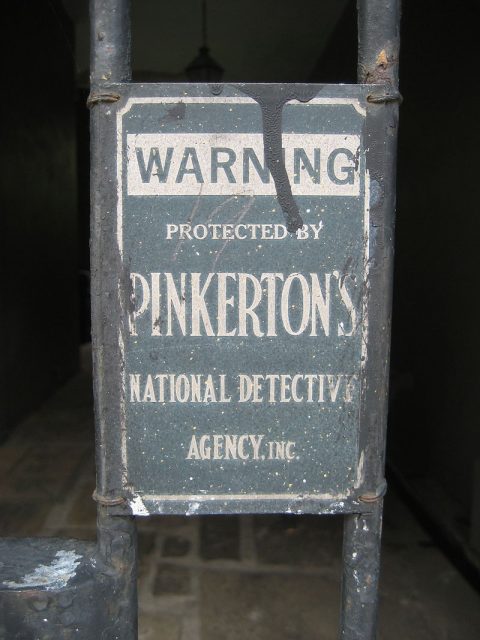 WARNING
PROTECTED BY
PINKERTON'S
NATIONAL DETECTIVE
AGENCY, INC.